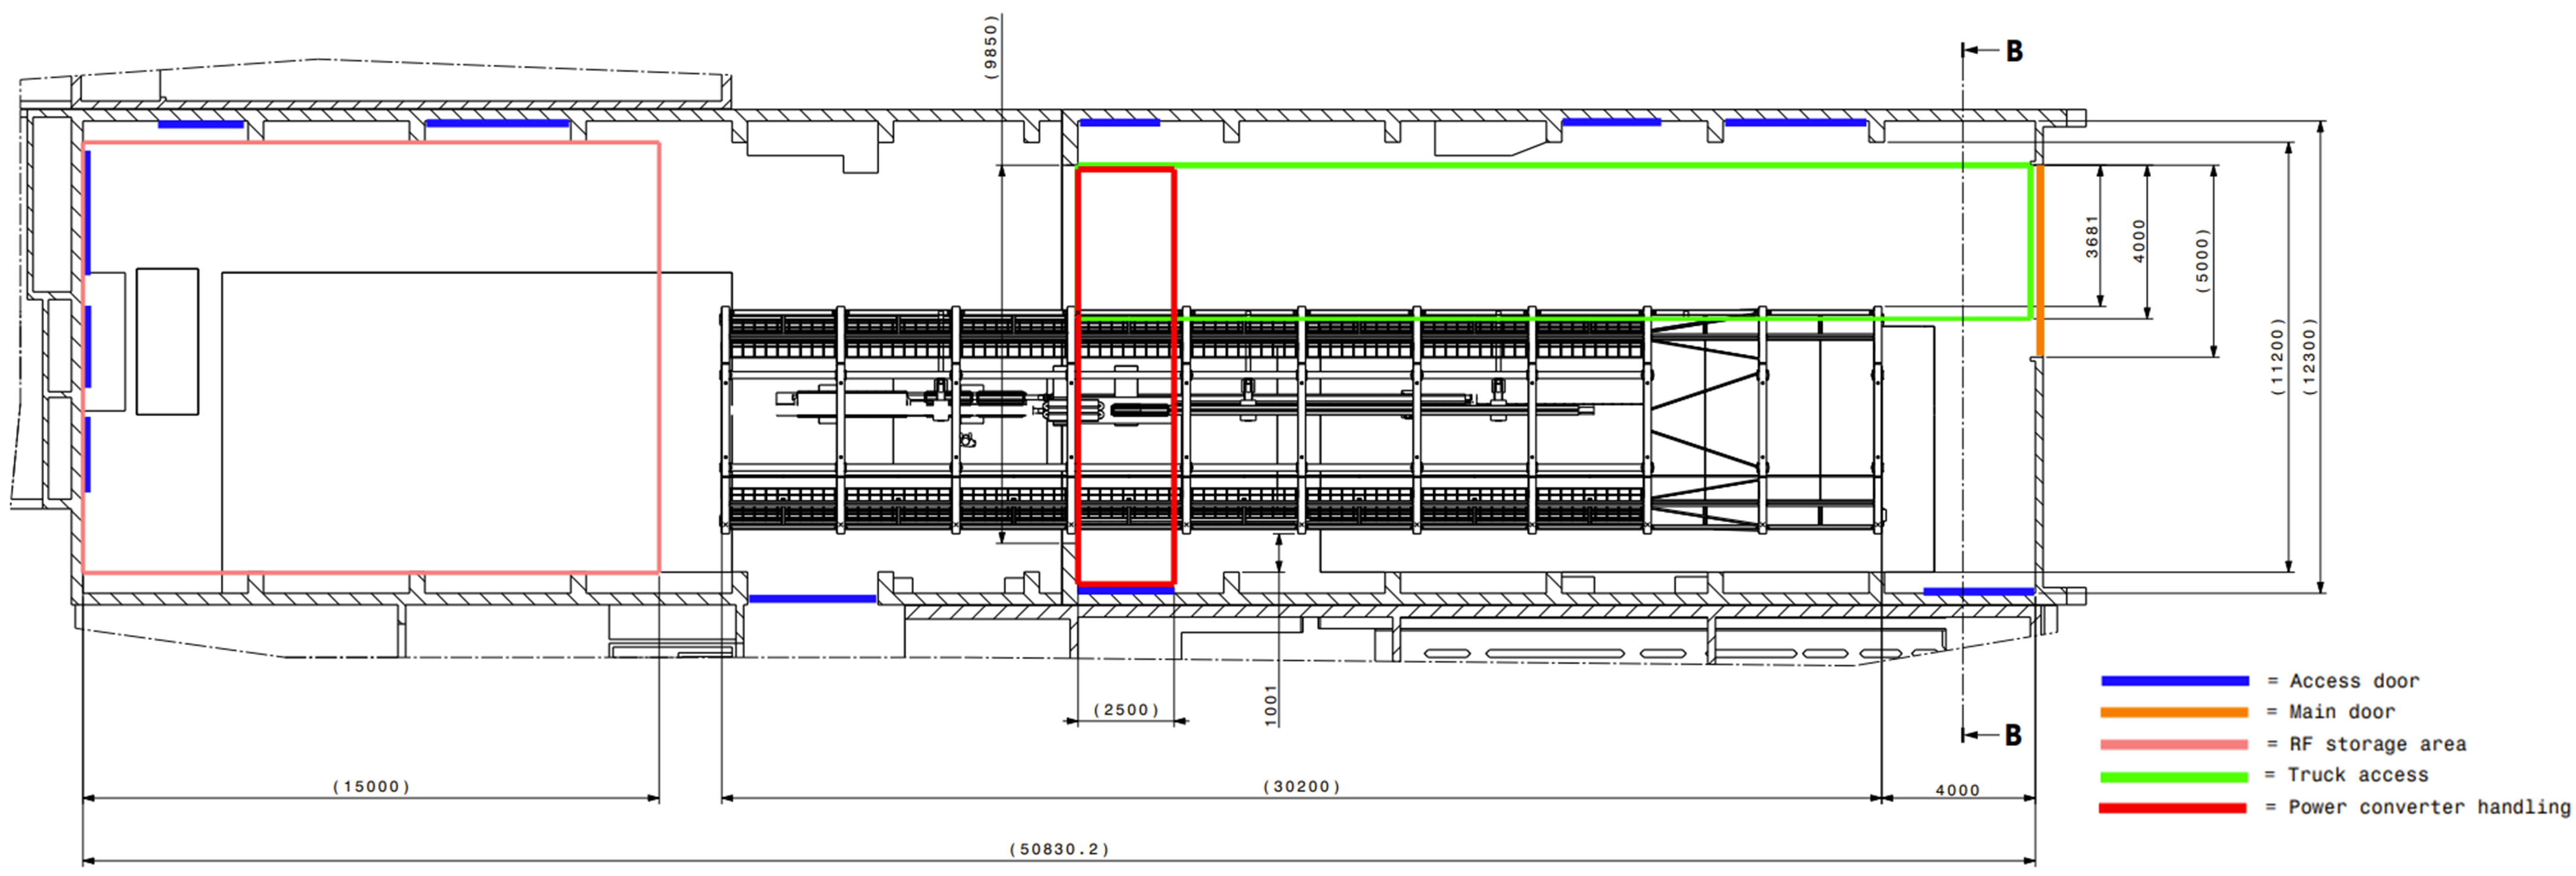 (9850)
B
3681
4000
(5000)
(11200)
(12300)
1001
(2500)
B
(15000)
(30200)
4000
(50830.2)
= Access door
= Main door
= RF storage area
= Truck access
= Power converter handling